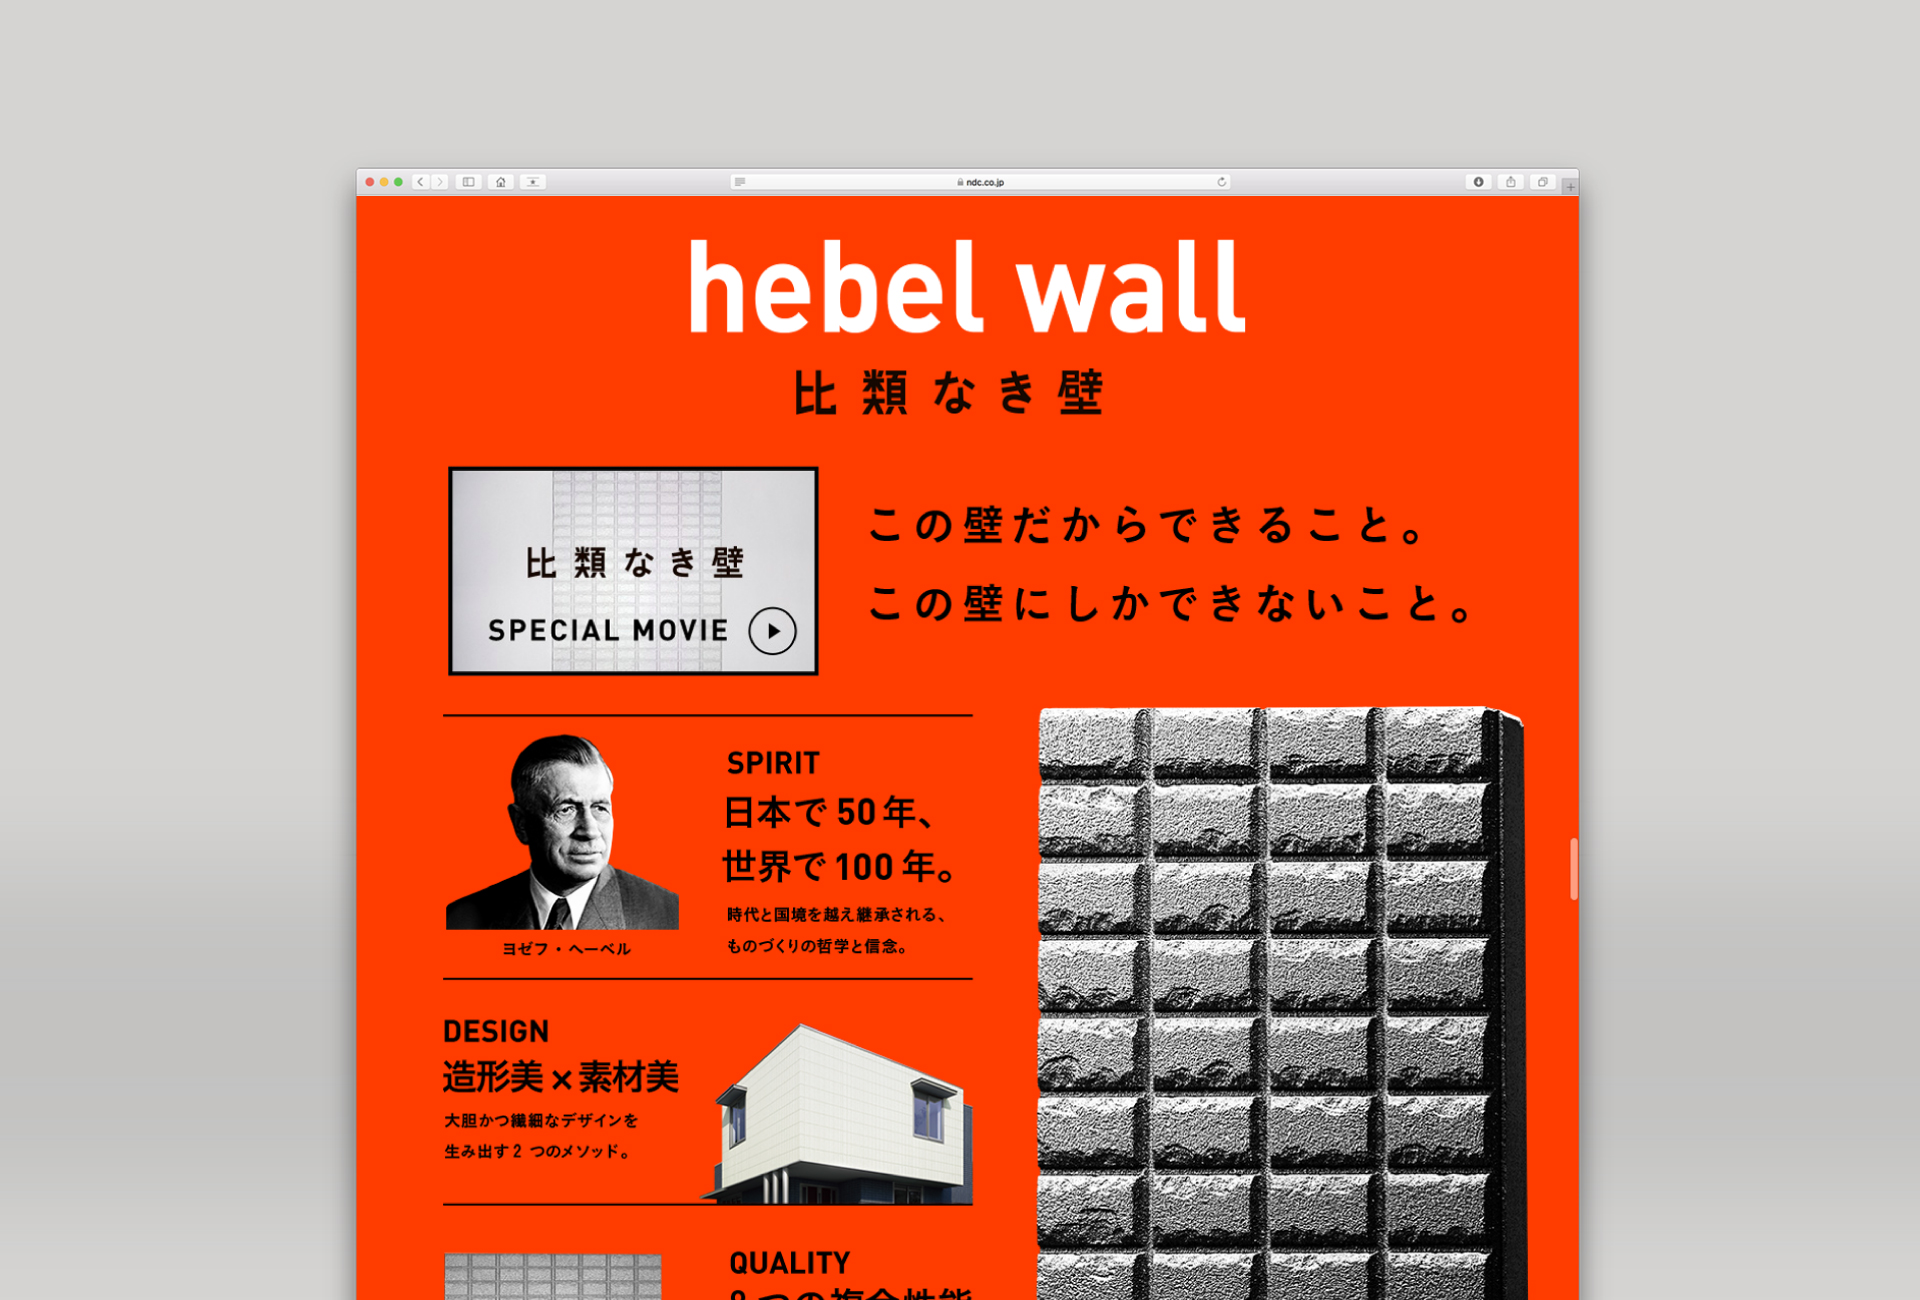 ndc.co.jp
hebel wall
比類なき壁
比類なき壁
SPECIAL MOVIE
この壁だからできること。
この壁にしかできないこと。
SPIRIT
日本で50年、
世界で100年。
時代と国境を越え継承される、
ものづくりの哲学と信念。
ヨゼフ・ヘーベル
DESIGN
造形美×素材美
大胆かつ繊細なデザインを
生み出す2つのメソッド。
QUALITY